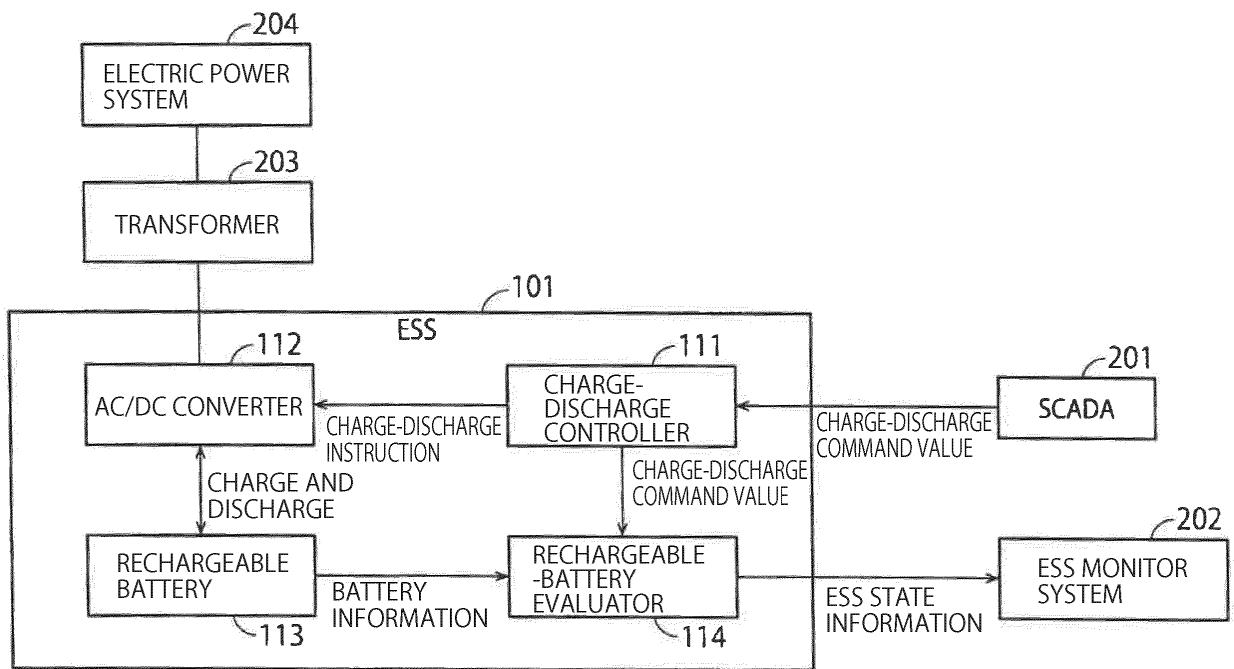 204
ELECTRIC POWER
SYSTEM
203
TRANSFORMER
101
ESS
112
AC/DC CONVERTER
111
CHARGE-
DISCHARGE
CONTROLLER
201
SCADA
CHARGE-DISCHARGE
INSTRUCTION
CHARGE-DISCHARGE
COMMAND VALUE
CHARGE-DISCHARGE
COMMAND VALUE
CHARGE AND
DISCHARGE
RECHARGEABLE
BATTERY
113
BATTERY
INFORMATION
RECHARGEABLE
-BATTERY
EVALUATOR
114
ESS STATE
INFORMATION
202
ESS MONITOR
SYSTEM